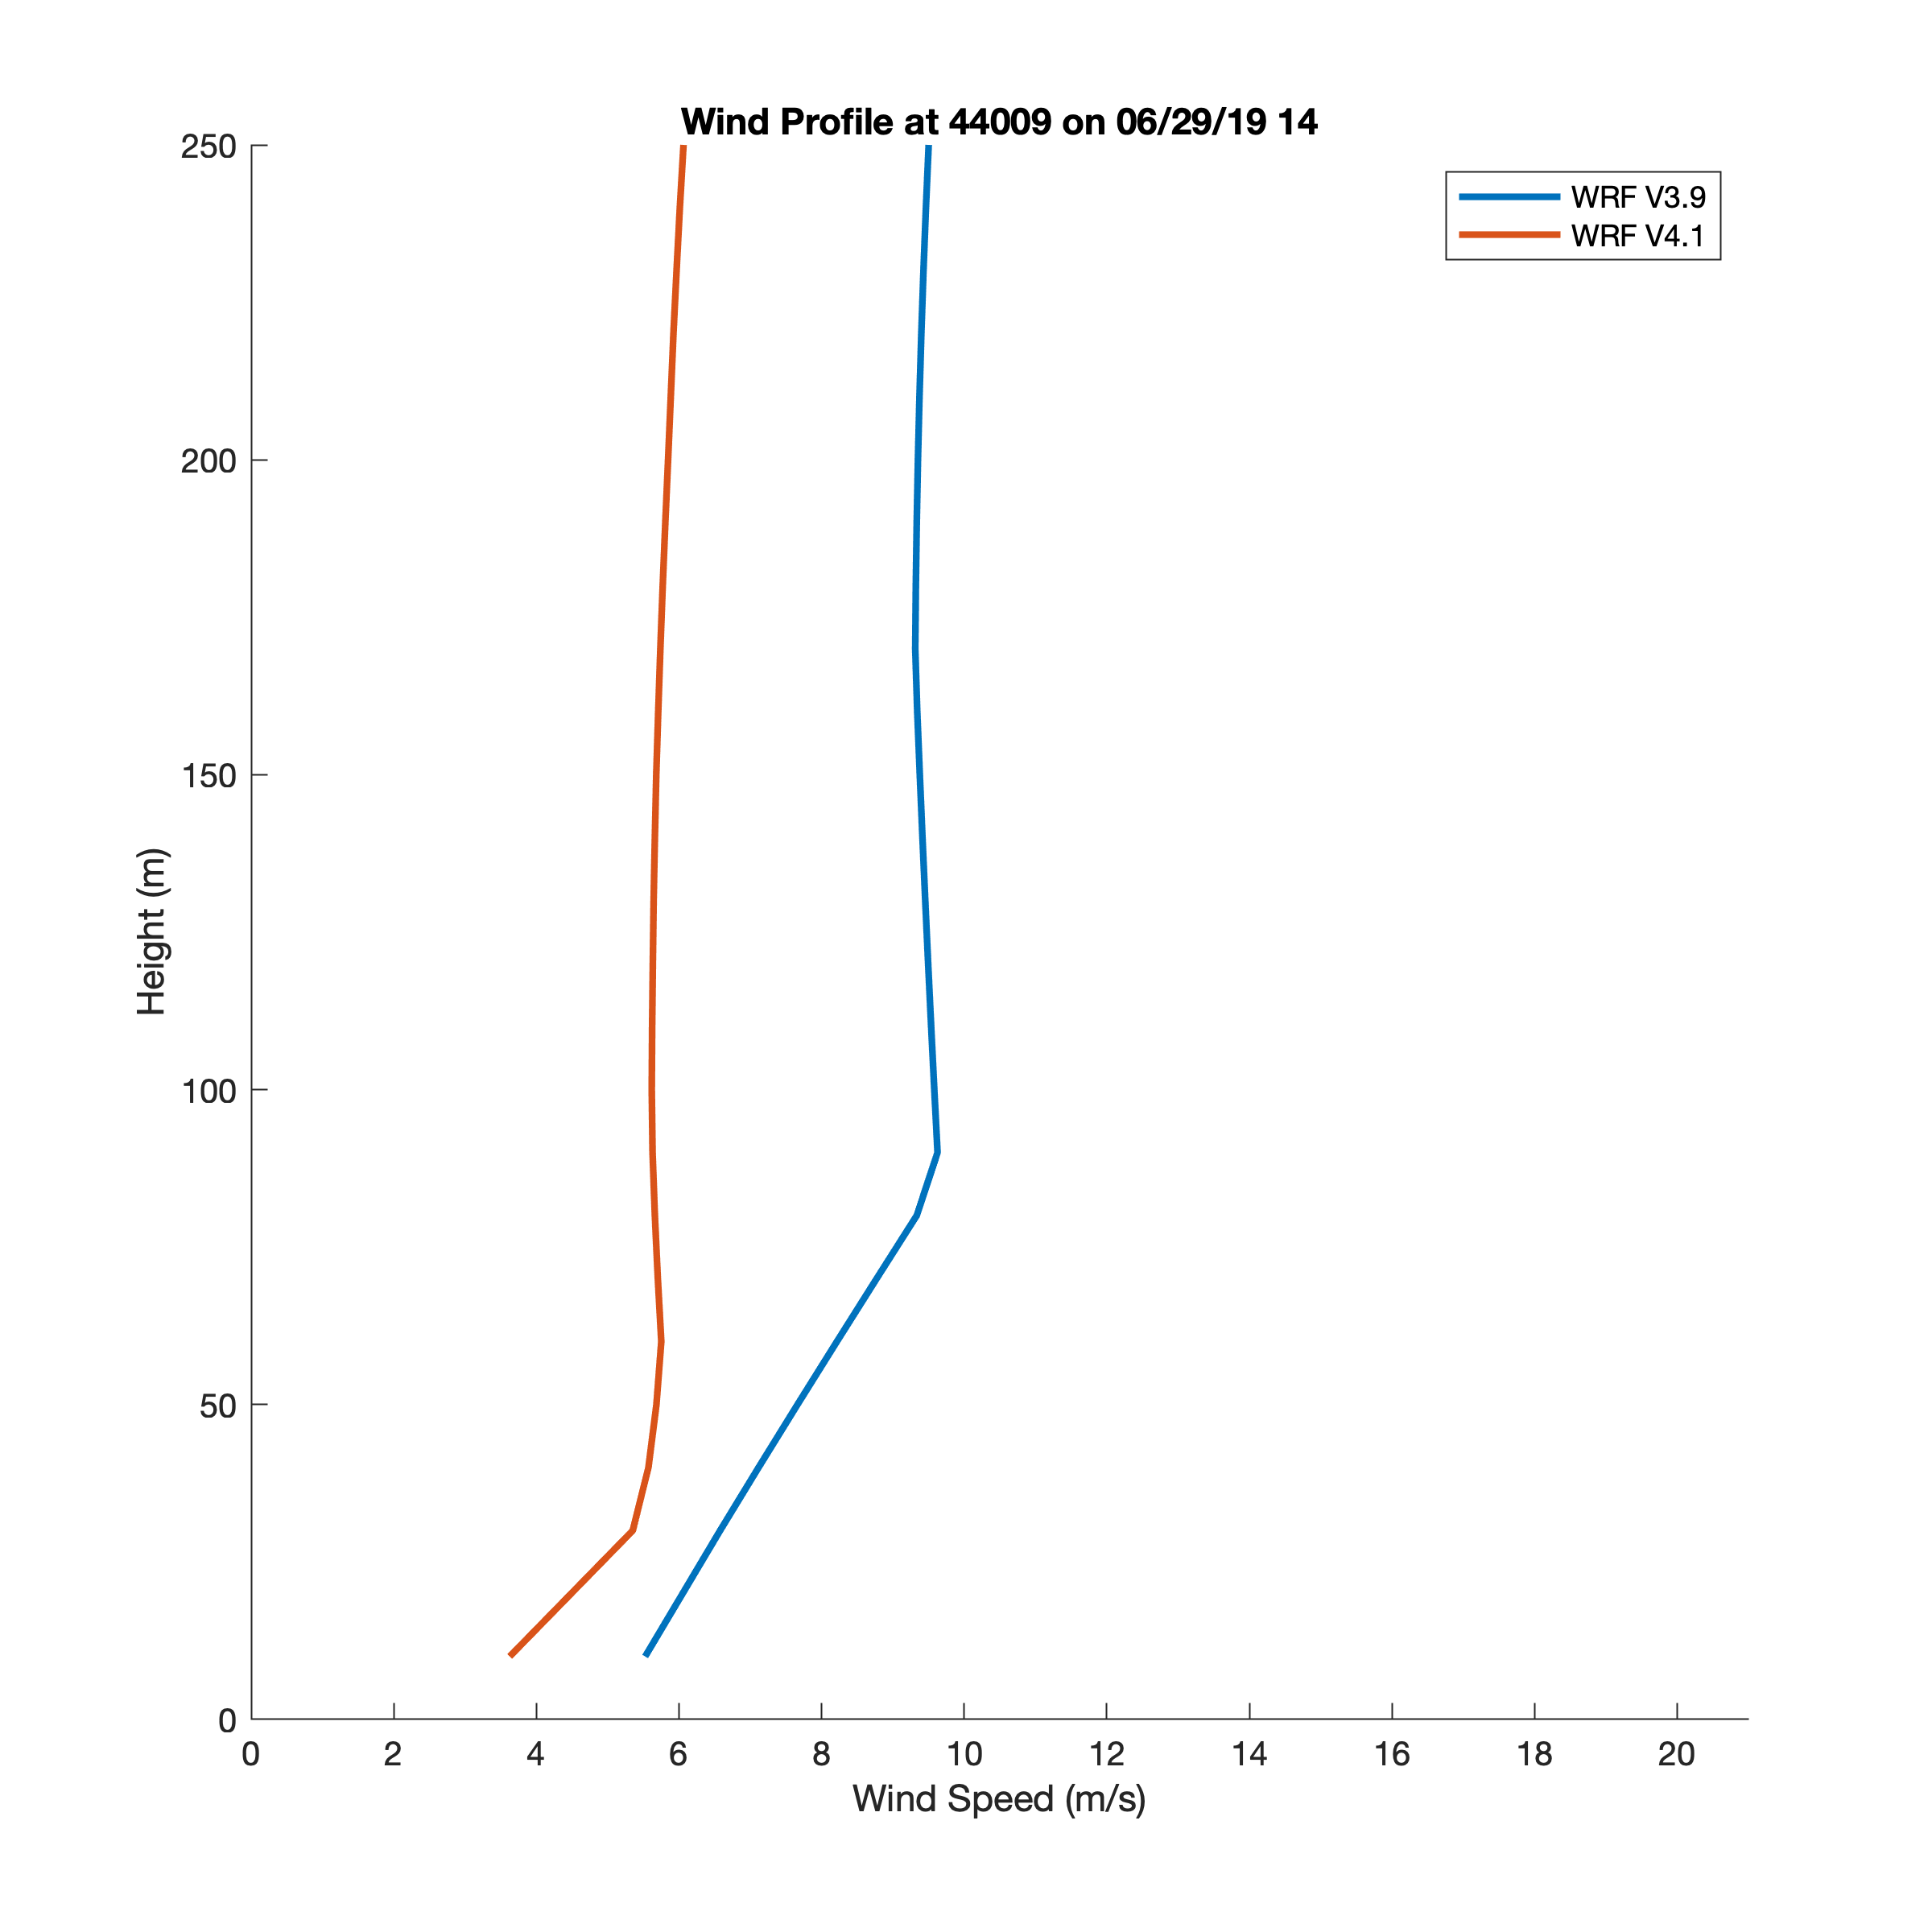 Wind Profile at 44009 on 06/29/19 14
WRF V3.9
WRF V4.1
250
200
150
100
50
0
Height (m)
0 2 4 6 8 10 12 14 16 18 20
Wind Speed (m/s)